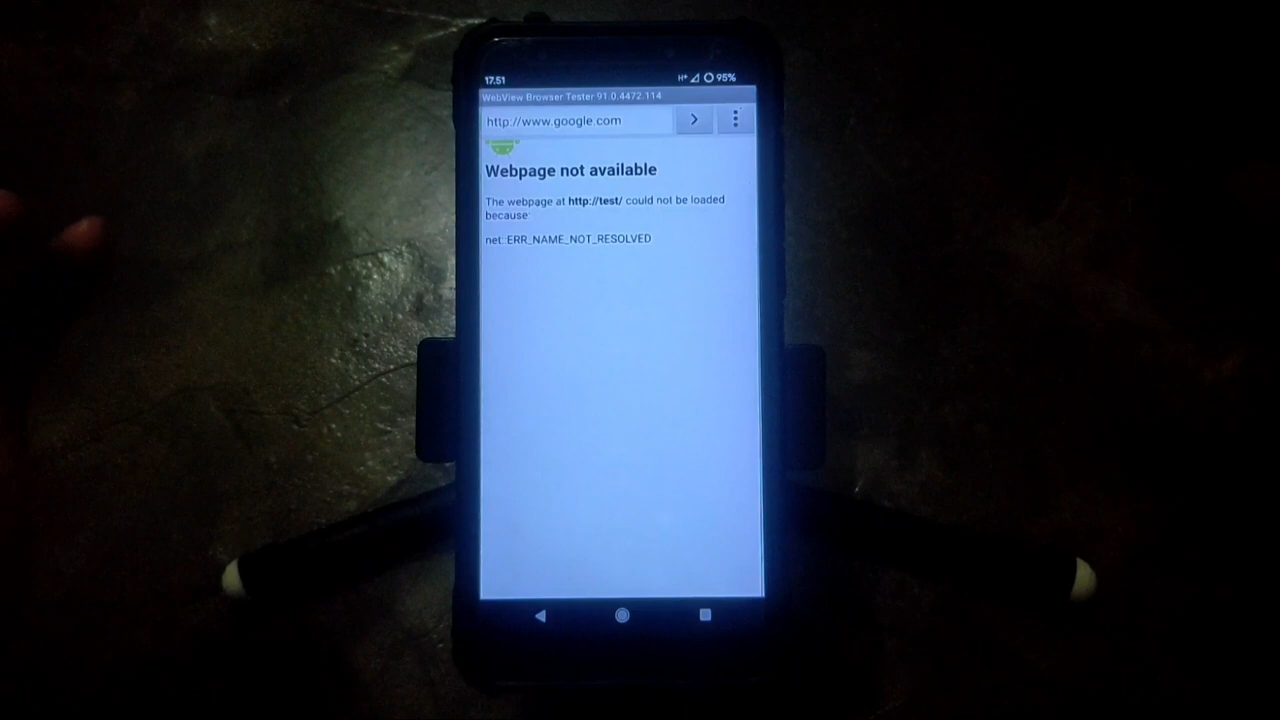 17.51 H+ 95%
WebView Browser Tester 91.0.4472.114
http://www.google.com
Webpage not available
The webpage at http://test/ could not be loaded
because:
net::ERR_NAME_NOT_RESOLVED